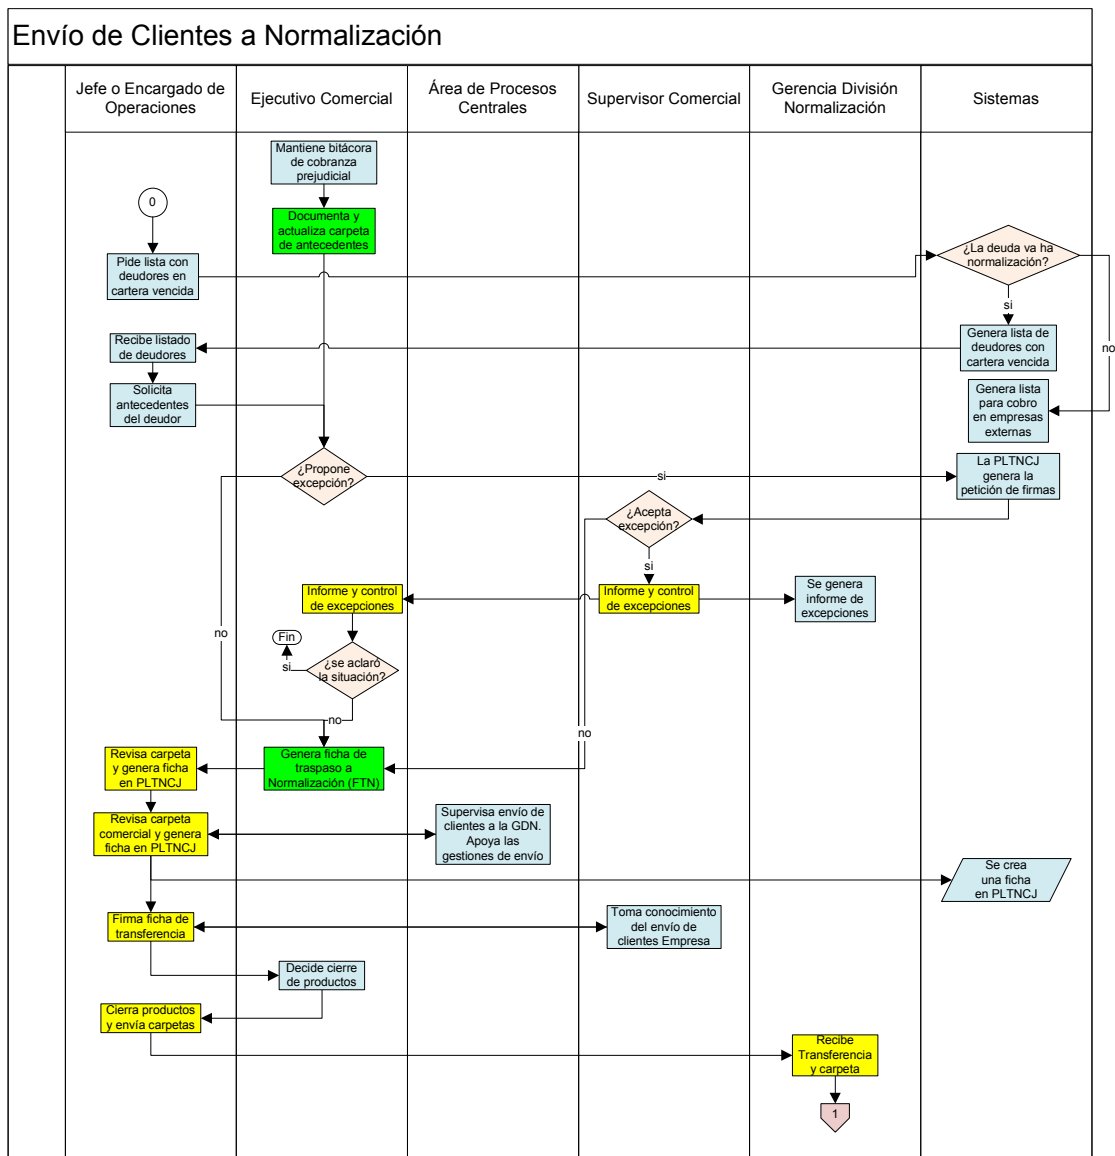 Envío de Clientes a Normalización
Jefe o Encargado de
Operaciones
Ejecutivo Comercial
Área de Procesos
Centrales
Supervisor Comercial
Gerencia División
Normalización
Sistemas
Mantiene bitácora
de cobranza
prejudicial
0
Documenta y
actualiza carpeta
de antecedentes
¿La deuda va ha
normalización?
Pide lista con
deudores en
cartera vencida
si
no
Recibe listado
de deudores
Genera lista de
deudores con
cartera vencida
Solicita
antecedentes
del deudor
Genera lista
para cobro
en empresas
externas
¿Propone
excepción?
si
La PLTNCJ
genera la
petición de firmas
¿Acepta
excepción?
si
Informe y control
de excepciones
Informe y control
de excepciones
Se genera
informe de
excepciones
no
Fin
si
¿se aclaró
la situación?
no
no
Revisa carpeta
y genera ficha
en PLTNCJ
Genera ficha de
traspaso a
Normalización (FTN)
Revisa carpeta
comercial y genera
ficha en PLTNCJ
Supervisa envío de
clientes a la GDN.
Apoya las
gestiones de envío
Se crea
una ficha
en PLTNCJ
Firma ficha de
transferencia
Toma conocimiento
del envío de
clientes Empresa
Decide cierre
de productos
Cierra productos
y envía carpetas
Recibe
Transferencia
y carpeta
1